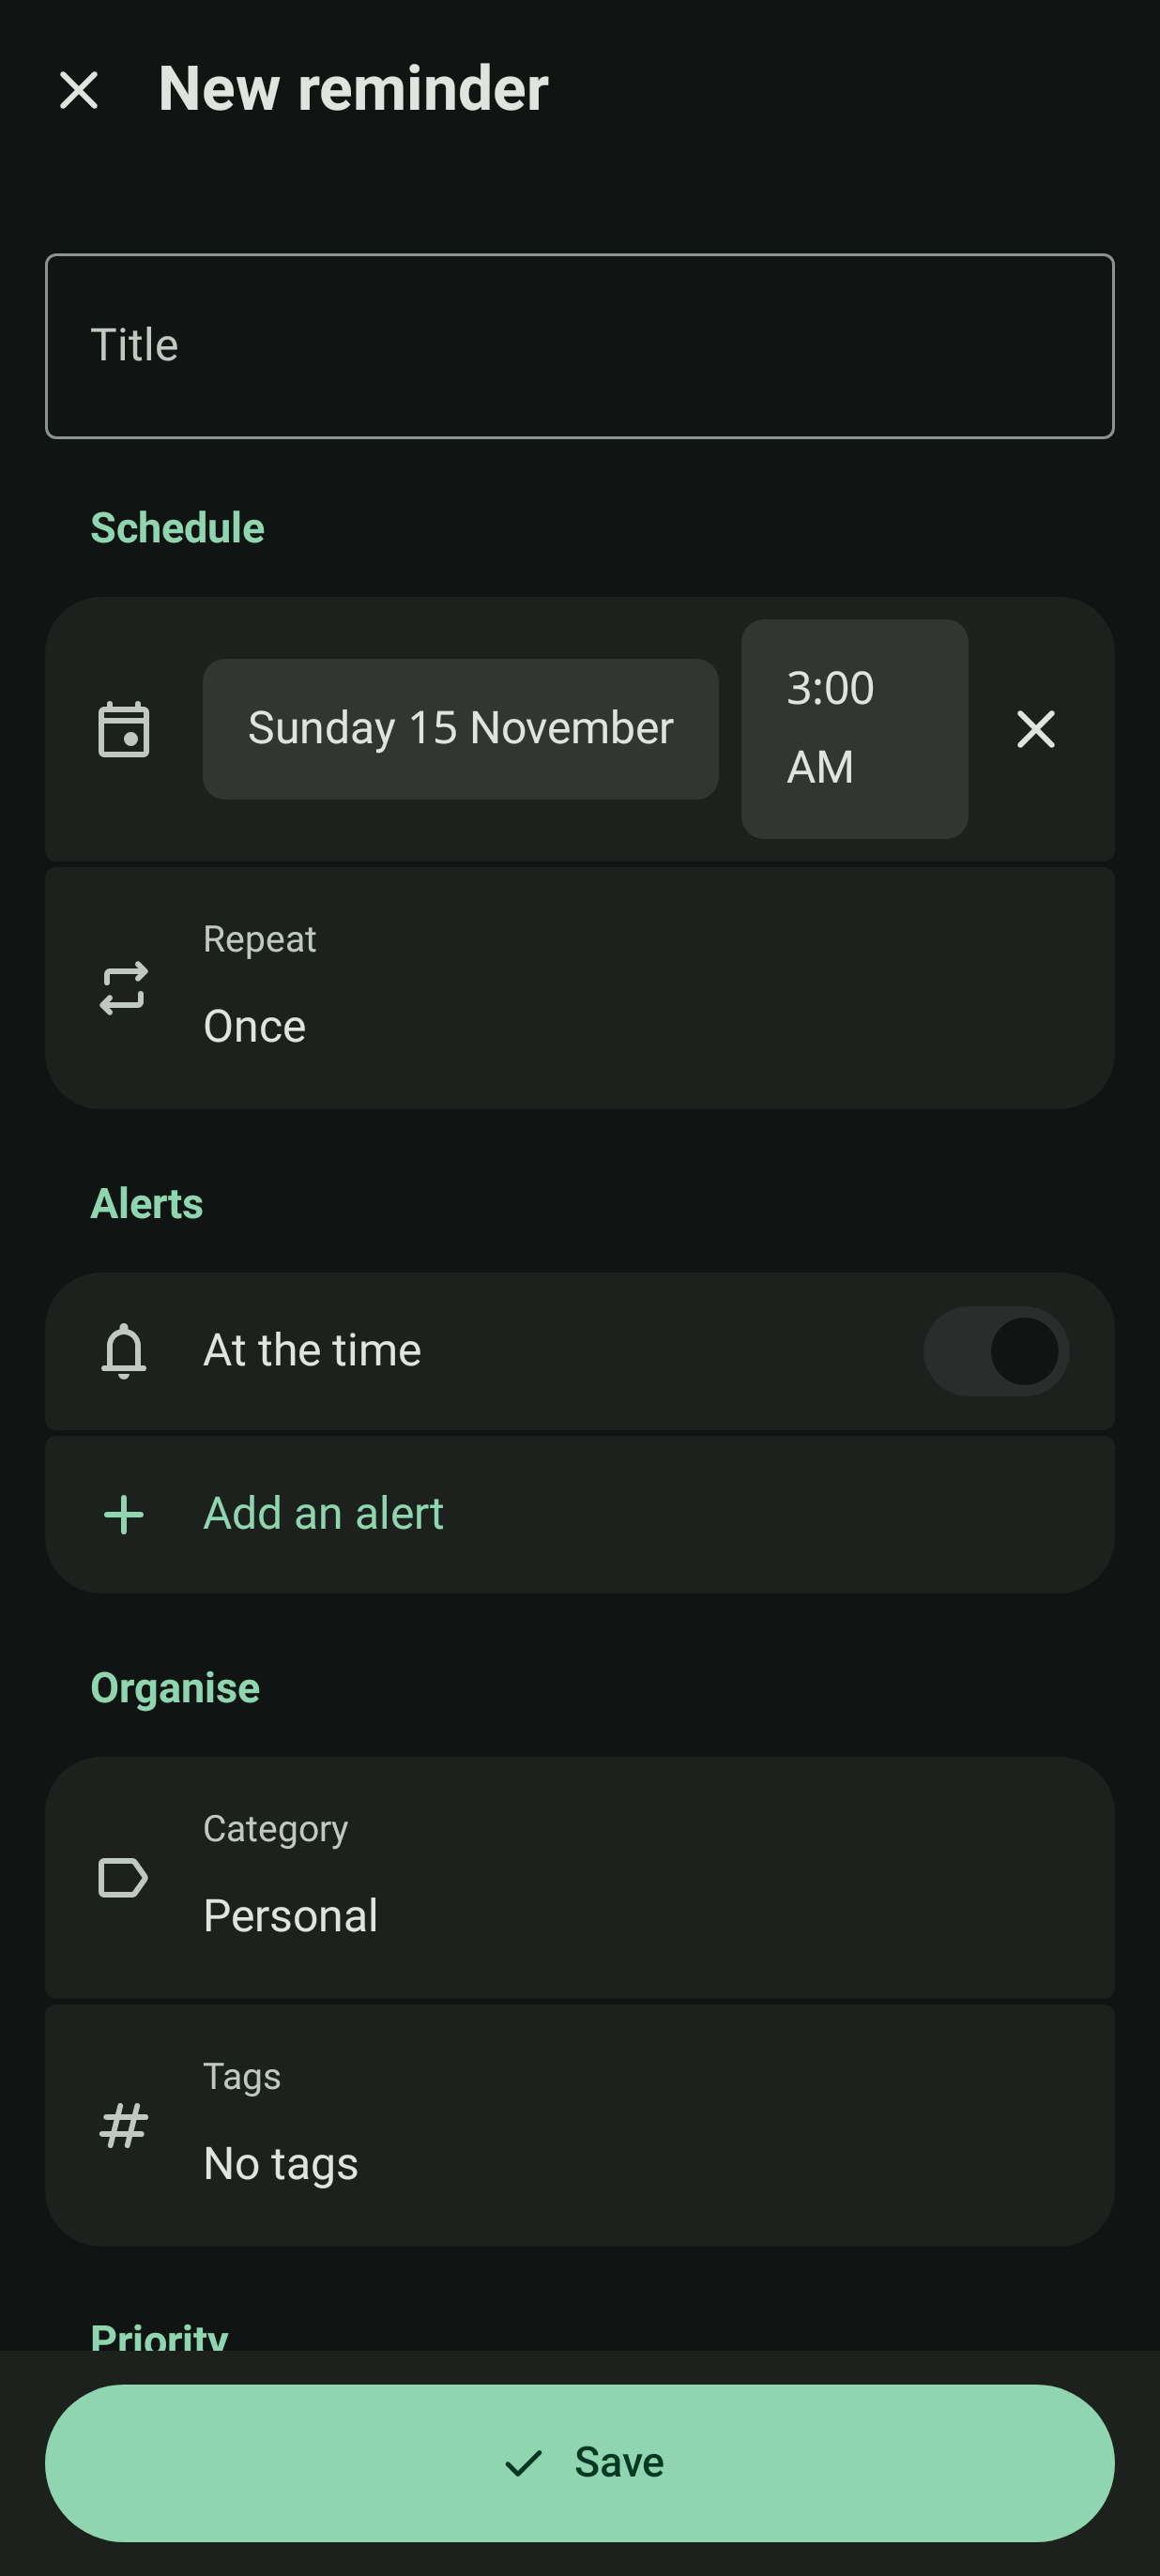 New reminder
Title
Schedule
Sunday 15 November
3:00
AM
Repeat
Once
Alerts
At the time
Add an alert
Organise
Category
Personal
Tags
No tags
Priority
Save